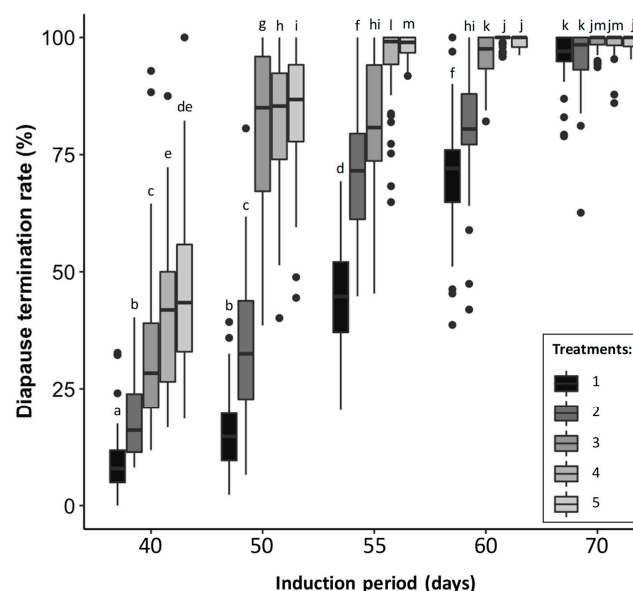 g h i f hi l m k j j k k jm jm j
100
de
f hi
e
75
c d
c
50
b b
25
a
0
Diapause termination rate (%)
Treatments:
1
2
3
4
5
40 50 55 60 70
Induction period (days)